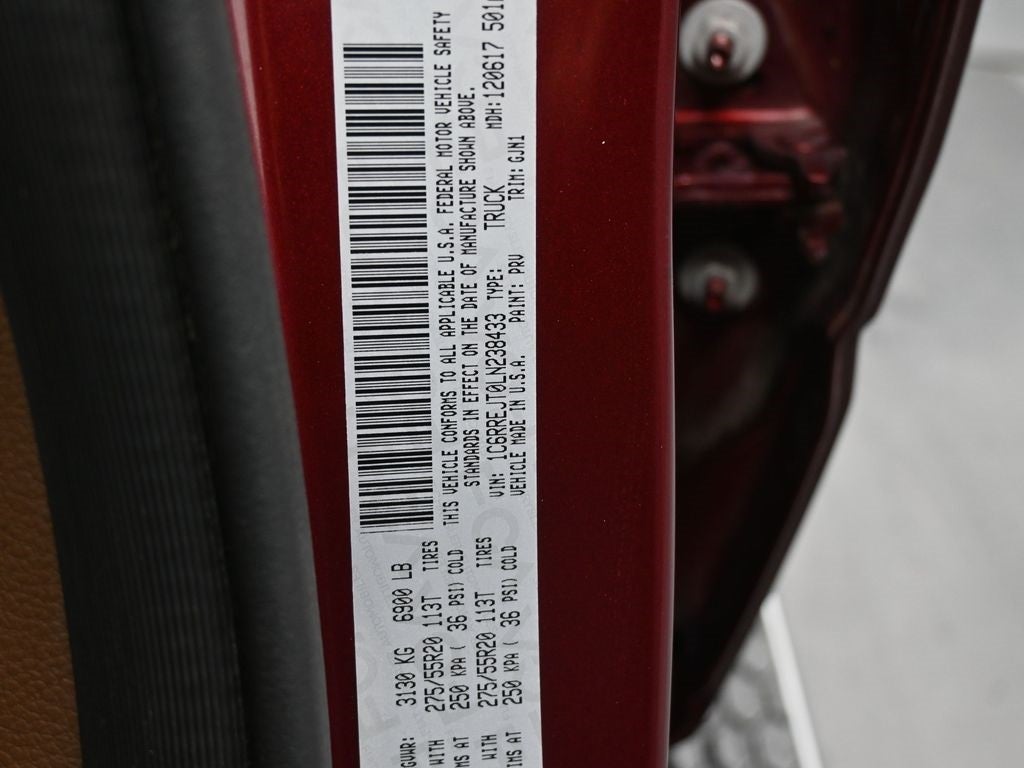 GVWR: 3130 KG 6900 LB
WITH 275/55R20 113T TIRES
AT 250 KPA ( 36 PSI) COLD
WITH 275/55R20 113T TIRES
AT 250 KPA ( 36 PSI) COLD
THIS VEHICLE CONFORMS TO ALL APPLICABLE U.S.A. FEDERAL MOTOR VEHICLE SAFETY
STANDARDS IN EFFECT ON THE DATE OF MANUFACTURE SHOWN ABOVE.
VIN: 1C6RREJT0LN238433 TYPE: TRUCK MDH:120617 501
VEHICLE MADE IN U.S.A. PAINT: PRV TRIM: GJN1